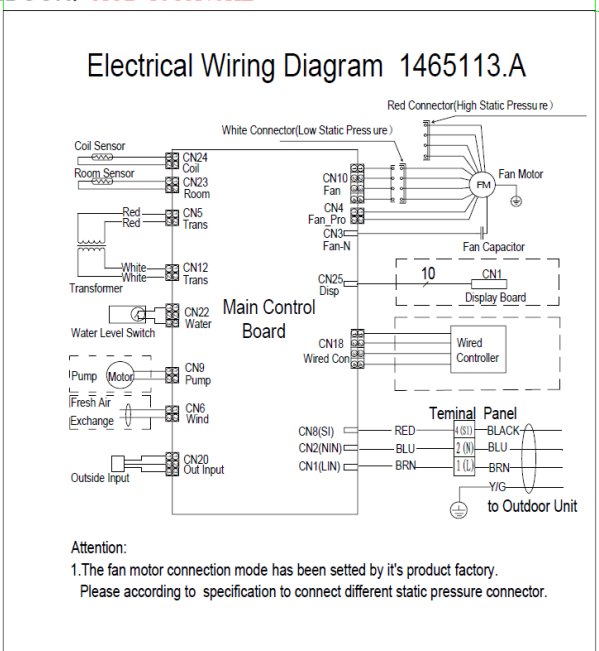 Electrical Wiring Diagram 1465113.A
Red Connector(High Static Pressure)
White Connector(Low Static Pressure)
Coil Sensor
CN24
Coil
Room Sensor
CN23
Room
Red
Red
CN5
Trans
White
White
CN12
Trans
Transformer
CN22
Water
Water Level Switch
Pump
Motor
CN9
Pump
Fresh Air
Exchange
CN6
Wind
CN20
Out Input
Outside Input
Main Control
Board
CN10
Fan
CN4
Fan_Pro
CN3
Fan-N
FM
Fan Motor
Fan Capacitor
CN25
Disp
10
CN1
Display Board
CN18
Wired Con
Wired
Controller
Teminal Panel
CN8(SI)
RED
4(SI)
BLACK
CN2(NIN)
BLU
2(N)
BLU
CN1(LIN)
BRN
1(L)
BRN
Y/G
to Outdoor Unit
Attention:
1.The fan motor connection mode has been setted by it's product factory.
Please according to specification to connect different static pressure connector.